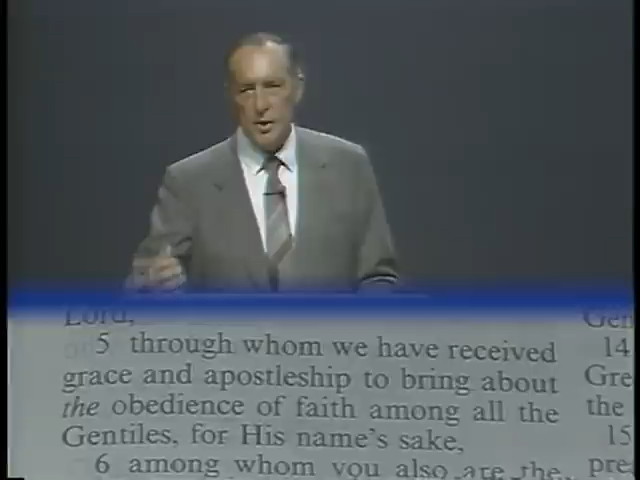 Lord,
5 through whom we have received
grace and apostleship to bring about
the obedience of faith among all the
Gentiles, for His name's sake,
6 among whom you also are the
Gen
14
Gre
the
15
pre